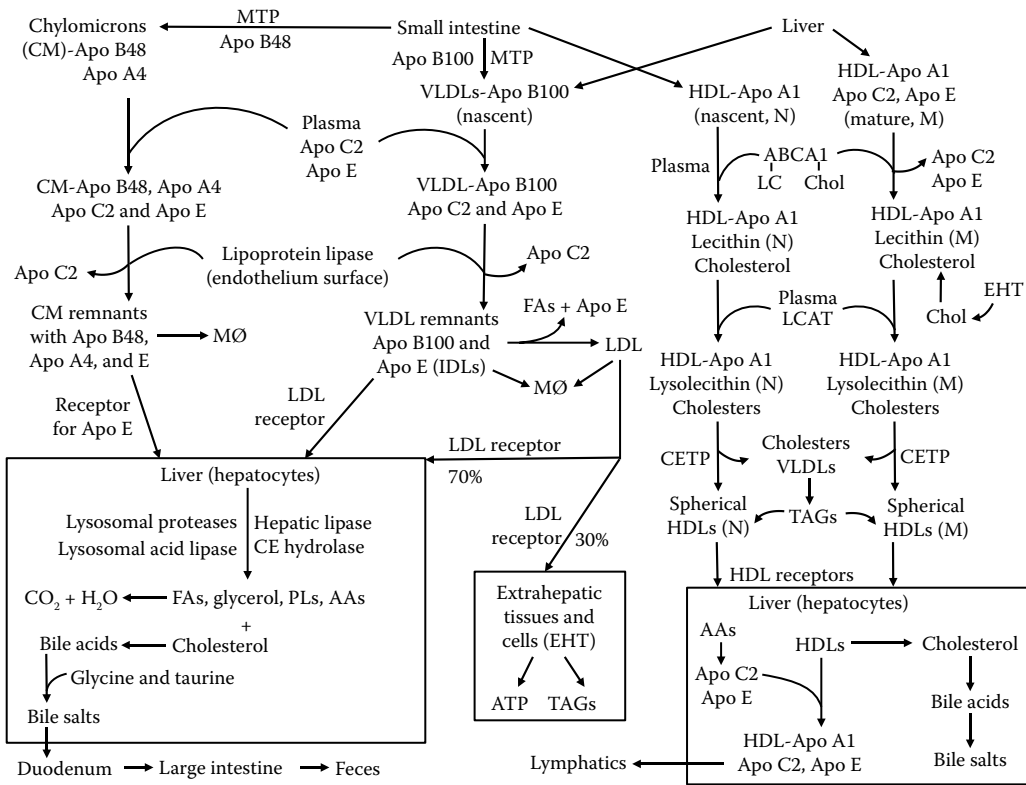 Chylomicrons
(CM)-Apo B48
Apo A4
MTP
Apo B48
Small intestine
Apo B100
MTP
VLDLs-Apo B100
(nascent)
Liver
HDL-Apo A1
(nascent, N)
HDL-Apo A1
Apo C2, Apo E
(mature, M)
Plasma
Apo C2
Apo E
Plasma
ABCA1
LC
Chol
Apo C2
Apo E
CM-Apo B48, Apo A4
Apo C2 and Apo E
VLDL-Apo B100
Apo C2 and Apo E
HDL-Apo A1
Lecithin (N)
Cholesterol
HDL-Apo A1
Lecithin (M)
Cholesterol
Apo C2
Lipoprotein lipase
(endothelium surface)
Apo C2
EHT
Chol
CM remnants
with Apo B48,
Apo A4, and E
MØ
VLDL remnants
Apo B100 and
Apo E (IDLs)
FAs + Apo E
LDL
MØ
Plasma
LCAT
HDL-Apo A1
Lysolecithin (N)
Cholesters
HDL-Apo A1
Lysolecithin (M)
Cholesters
Receptor
for Apo E
LDL
receptor
LDL receptor
70%
CETP
Cholesters
VLDLs
CETP
TAGs
Spherical
HDLs (N)
Spherical
HDLs (M)
LDL
receptor
30%
HDL receptors
Liver (hepatocytes)
Lysosomal proteases
Lysosomal acid lipase
Hepatic lipase
CE hydrolase
CO₂ + H₂O
FAs, glycerol, PLs, AAs
+
Bile acids
Cholesterol
Glycine and taurine
Bile salts
Duodenum
Large intestine
Feces
Extrahepatic
tissues and
cells (EHT)
ATP
TAGs
Liver (hepatocytes)
AAs
Apo C2
Apo E
HDLs
Cholesterol
Bile acids
Bile salts
HDL-Apo A1
Apo C2, Apo E
Lymphatics